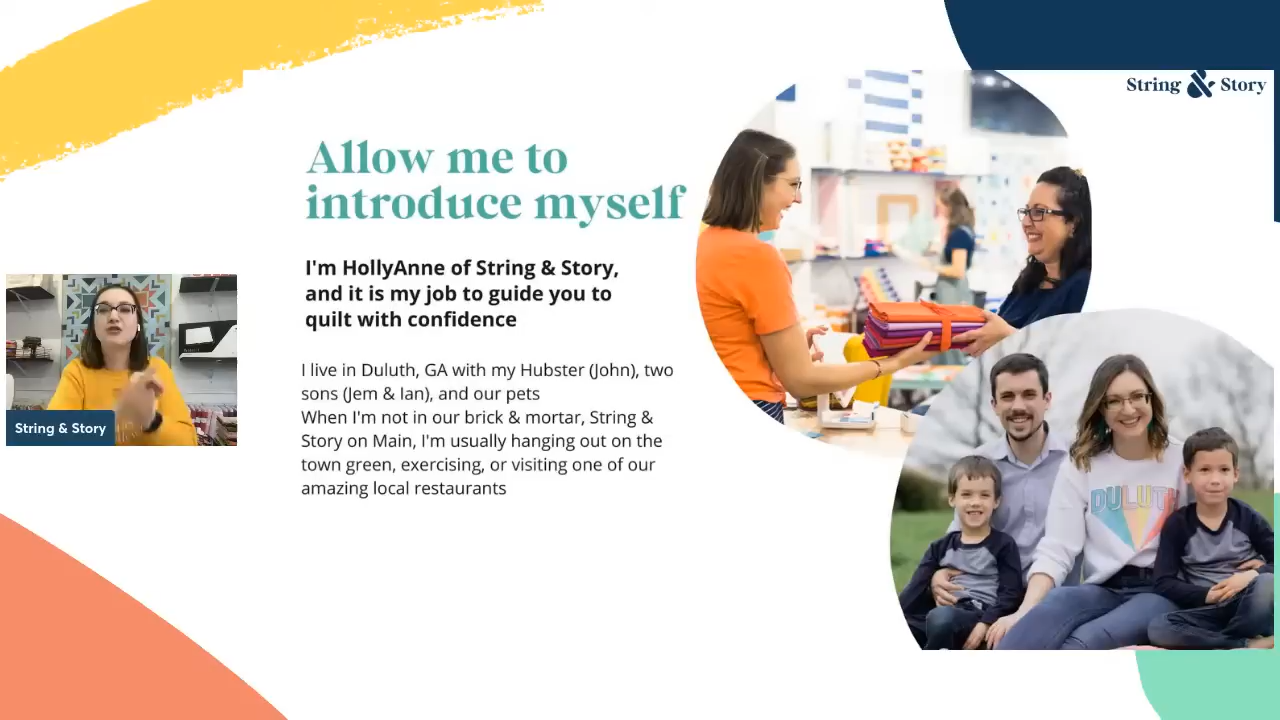 String & Story
Allow me to
introduce myself
I'm HollyAnne of String & Story,
and it is my job to guide you to
quilt with confidence
I live in Duluth, GA with my Hubster (John), two
sons (Jem & Ian), and our pets
When I'm not in our brick & mortar, String &
Story on Main, I'm usually hanging out on the
town green, exercising, or visiting one of our
amazing local restaurants
String & Story
DULUTH